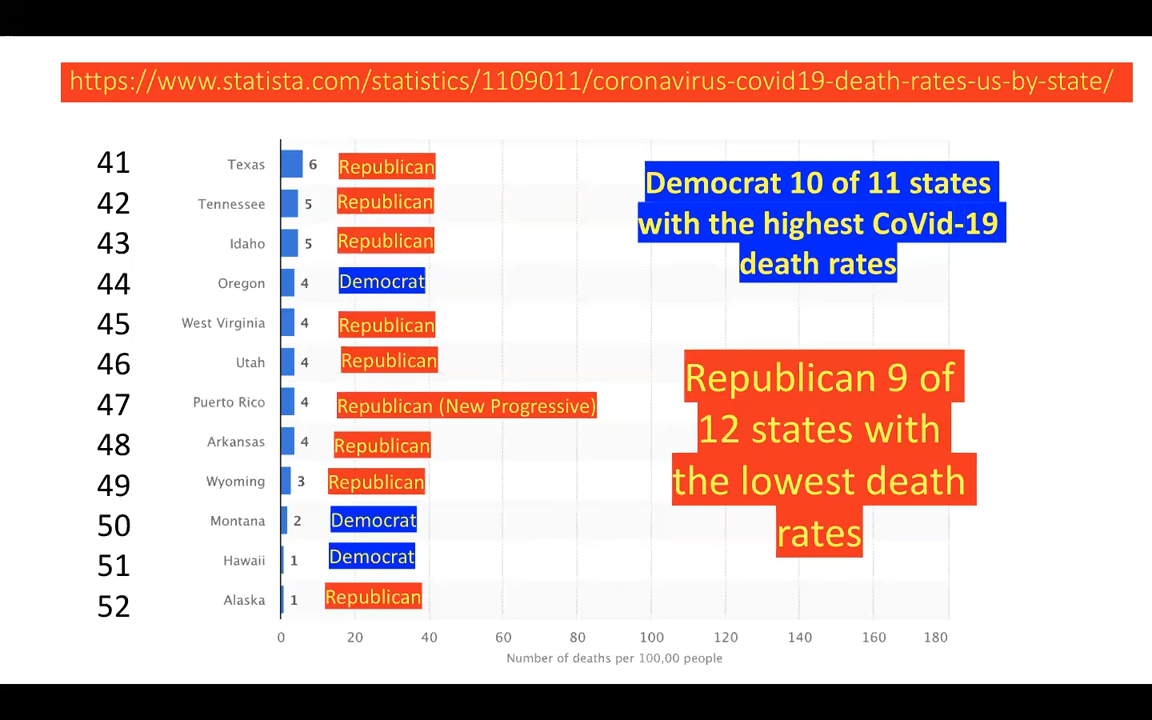 https://www.statista.com/statistics/1109011/coronavirus-covid19-death-rates-us-by-state/
41 Texas 6 Republican
42 Tennessee 5 Republican
43 Idaho 5 Republican
44 Oregon 4 Democrat
45 West Virginia 4 Republican
46 Utah 4 Republican
47 Puerto Rico 4 Republican (New Progressive)
48 Arkansas 4 Republican
49 Wyoming 3 Republican
50 Montana 2 Democrat
51 Hawaii 1 Democrat
52 Alaska 1 Republican
0 20 40 60 80 100 120 140 160 180
Number of deaths per 100,00 people
Democrat 10 of 11 states
with the highest CoVid-19
death rates
Republican 9 of
12 states with
the lowest death
rates